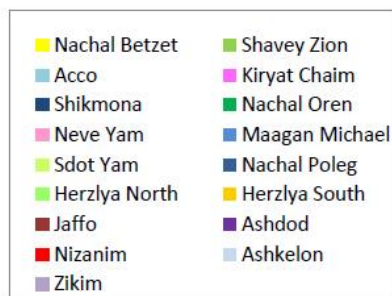 Nachal Betzet Shavey Zion
Acco Kiryat Chaim
Shikmona Nachal Oren
Neve Yam Maagan Michael
Sdot Yam Nachal Poleg
Herzlya North Herzlya South
Jaffo Ashdod
Nizanim Ashkelon
Zikim